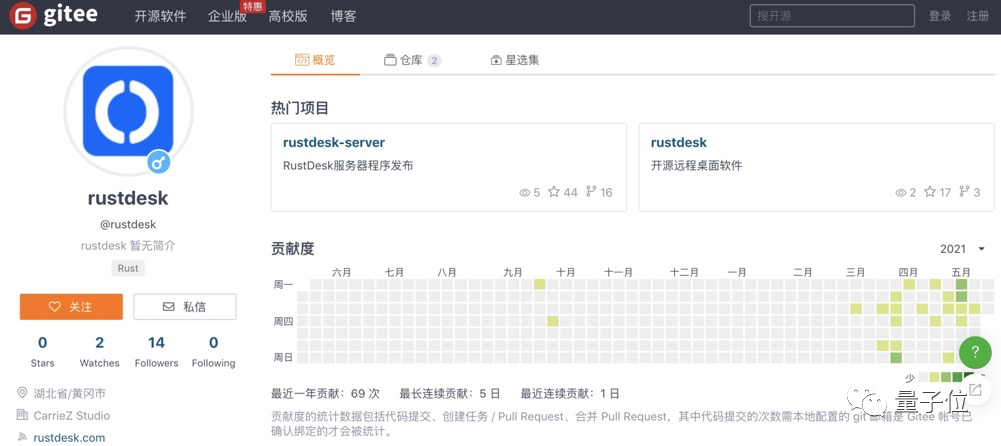 gitee 开源软件 企业版 特惠 高校版 博客 搜开源 登录 注册
概览 仓库 2 星选集
热门项目
rustdesk-server
RustDesk服务器程序发布
5 44 16
rustdesk
开源远程桌面软件
2 17 3
rustdesk
@rustdesk
rustdesk 暂无简介
Rust
关注 私信
0 2 14 0
Stars Watches Followers Following
湖北省/黄冈市
CarrieZ Studio
rustdesk.com
贡献度 2021
六月 七月 八月 九月 十月 十一月 十二月 一月 二月 三月 四月 五月
周一
周四
周日
少
?
最近一年贡献：69 次 最长连续贡献：5 日 最近连续贡献：1 日
贡献度的统计数据包括代码提交、创建任务 / Pull Request、合并 Pull Request，其中代码提交的次数需本地配置的 git 邮箱是 Gitee 帐号已
确认绑定的才会被统计。
量子位